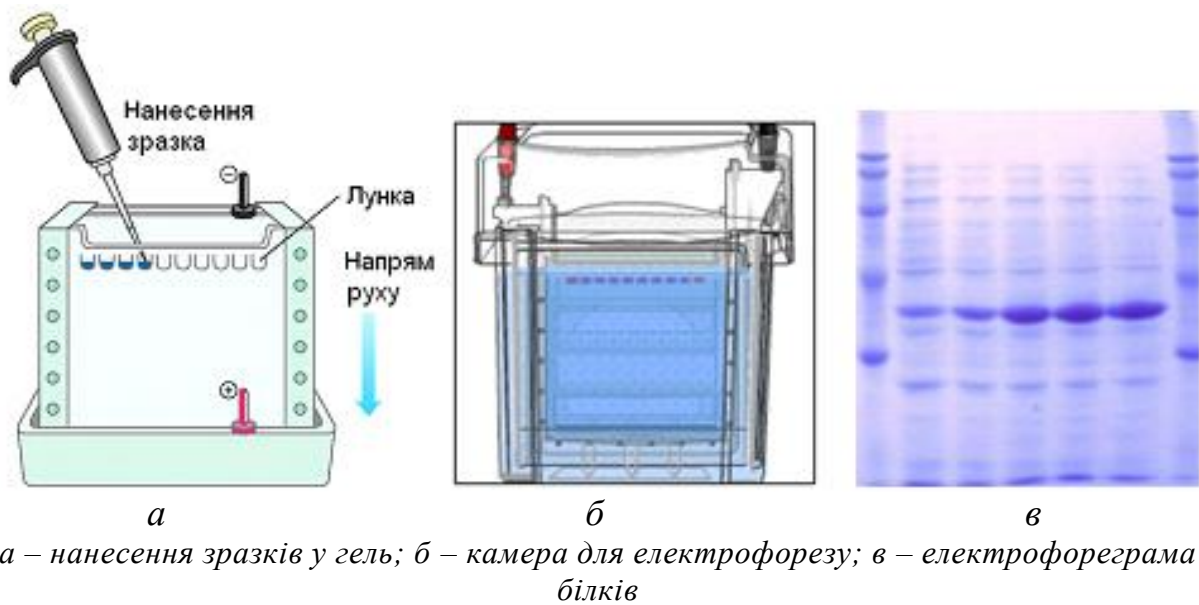 Нанесення
зразка
−
Лунка
Напрям
руху
+
а
б
в
а – нанесення зразків у гель; б – камера для електрофорезу; в – електрофореграма
білків